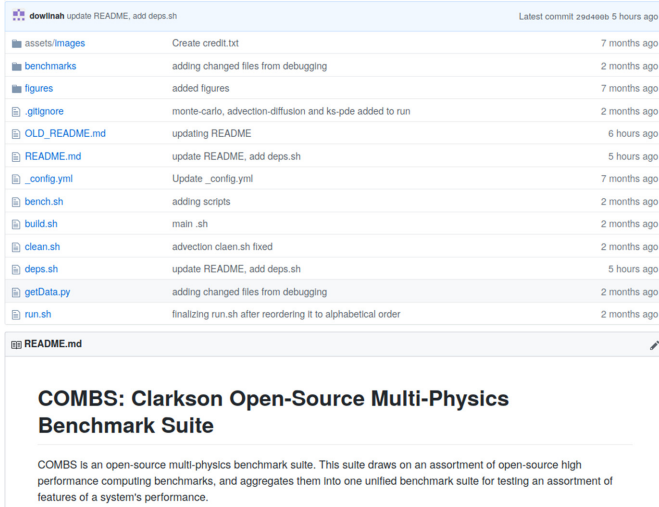 dowlinah update README, add deps.sh Latest commit 29d400b 5 hours ago
assets/images Create credit.txt 7 months ago
benchmarks adding changed files from debugging 2 months ago
figures added figures 7 months ago
.gitignore monte-carlo, advection-diffusion and ks-pde added to run 2 months ago
OLD_README.md updating README 6 hours ago
README.md update README, add deps.sh 5 hours ago
_config.yml Update _config.yml 7 months ago
bench.sh adding scripts 2 months ago
build.sh main .sh 2 months ago
clean.sh advection claen.sh fixed 2 months ago
deps.sh update README, add deps.sh 5 hours ago
getData.py adding changed files from debugging 2 months ago
run.sh finalizing run.sh after reordering it to alphabetical order 2 months ago
README.md
COMBS: Clarkson Open-Source Multi-Physics
Benchmark Suite
COMBS is an open-source multi-physics benchmark suite. This suite draws on an assortment of open-source high
performance computing benchmarks, and aggregates them into one unified benchmark suite for testing an assortment of
features of a system's performance.